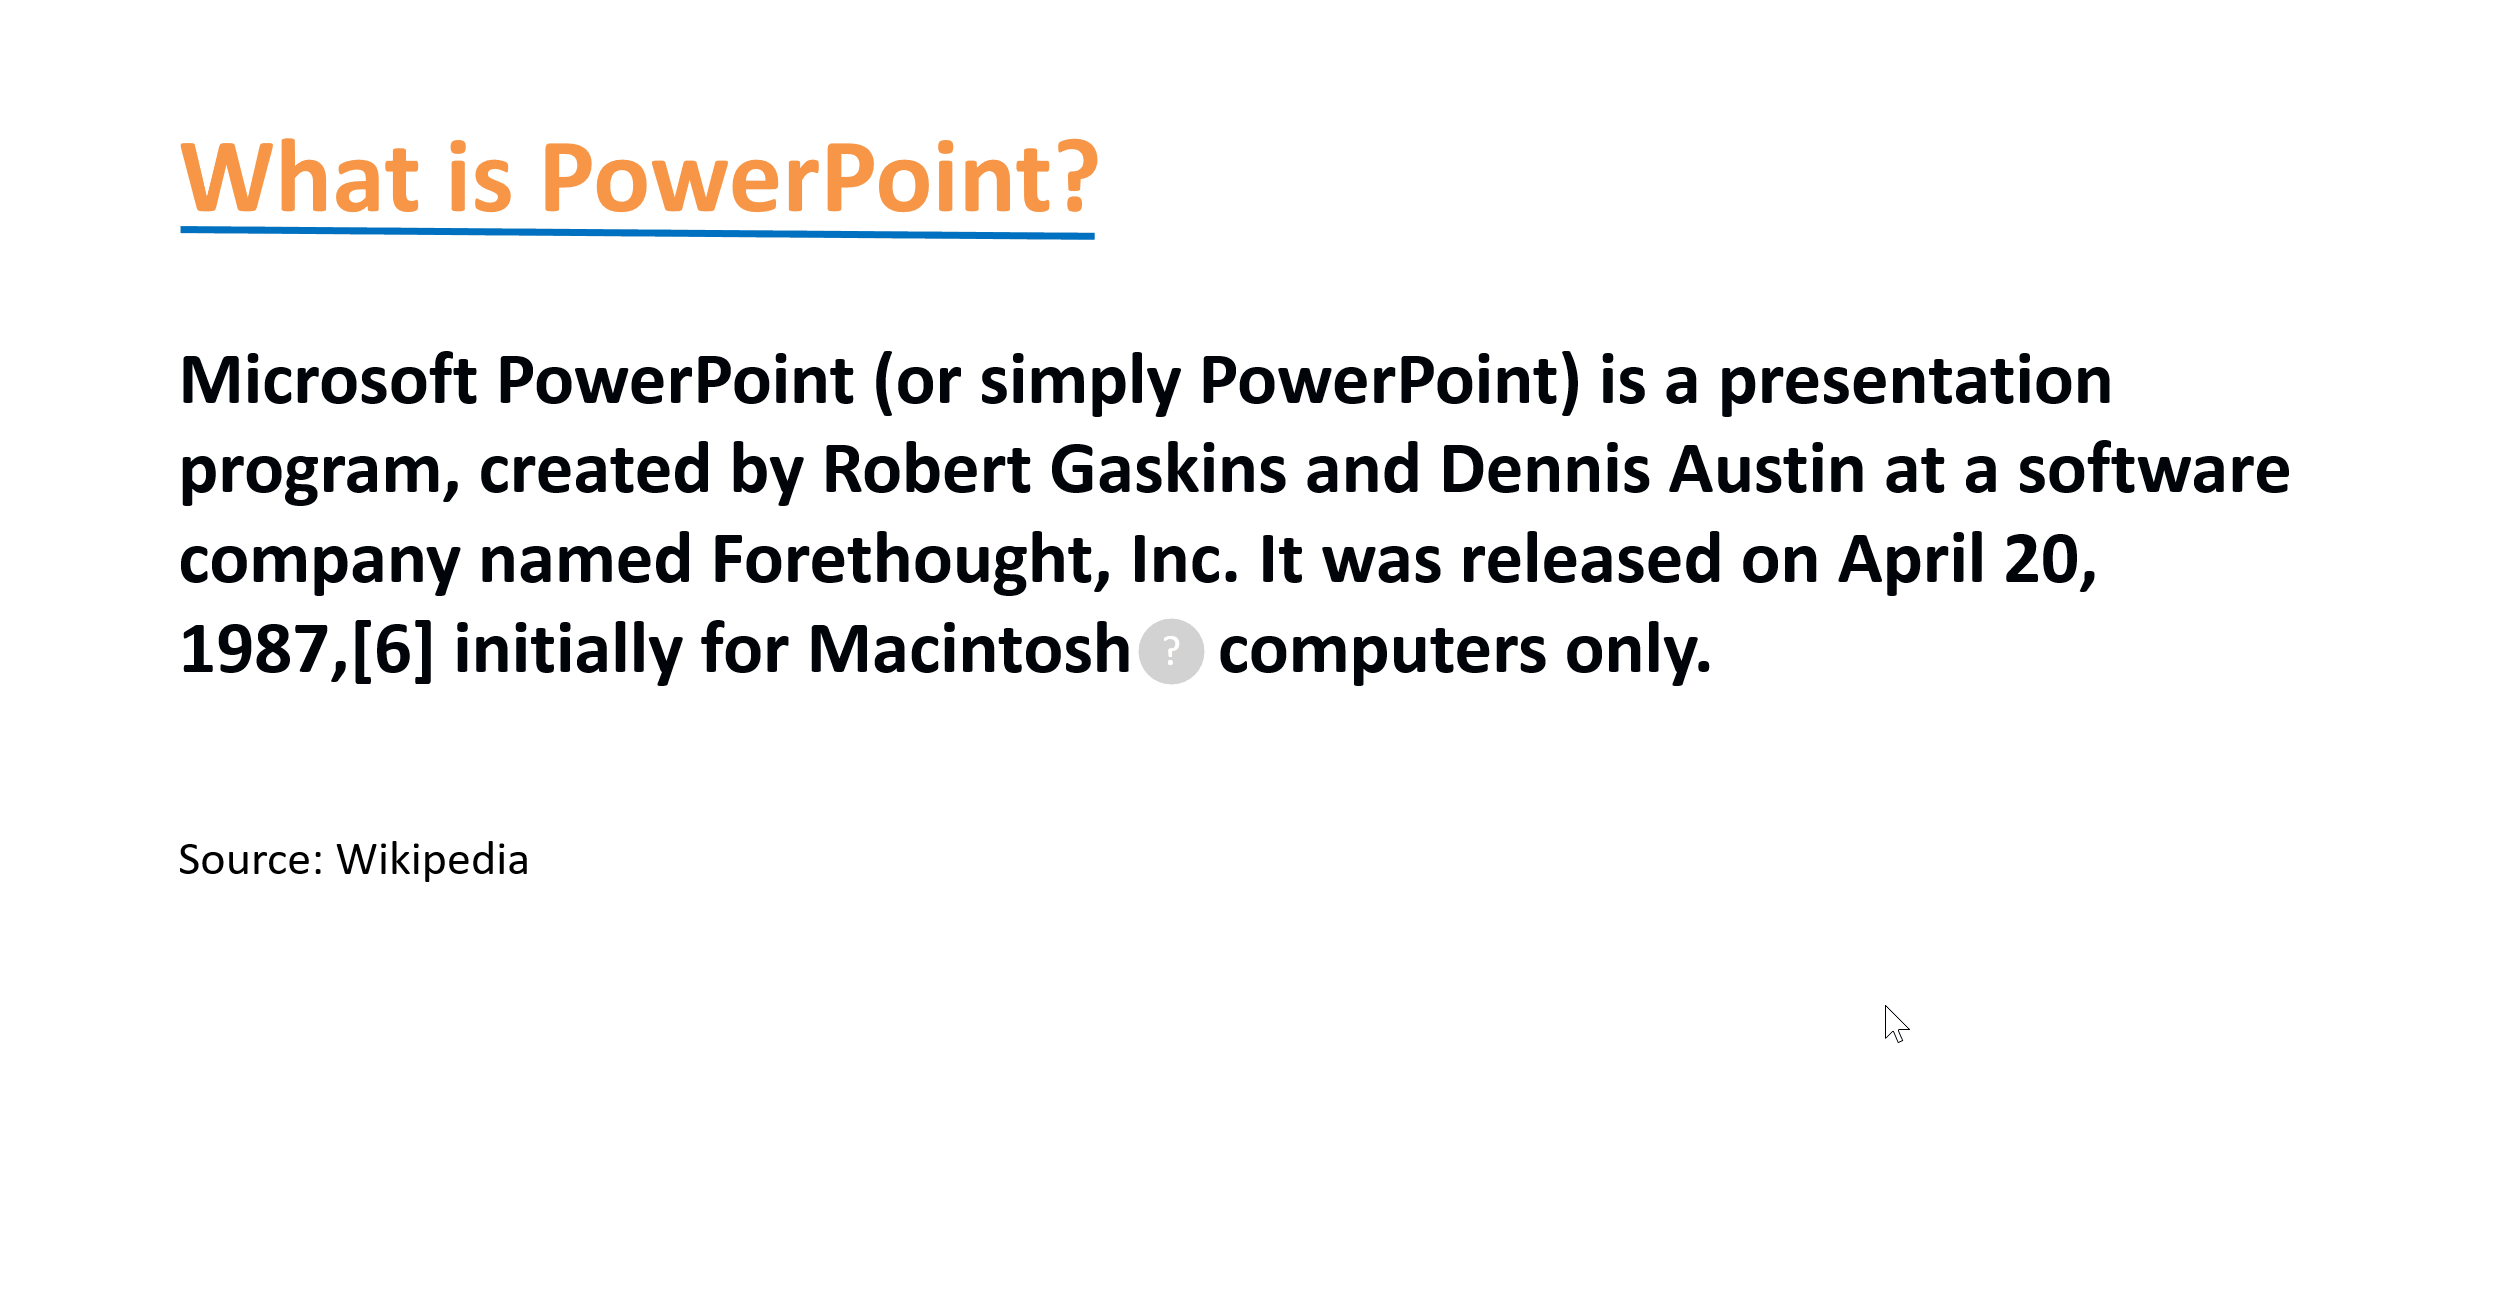 What is PowerPoint?
Microsoft PowerPoint (or simply PowerPoint) is a presentation
program, created by Robert Gaskins and Dennis Austin at a software
company named Forethought, Inc. It was released on April 20,
1987,[6] initially for Macintosh ? computers only.
Source: Wikipedia